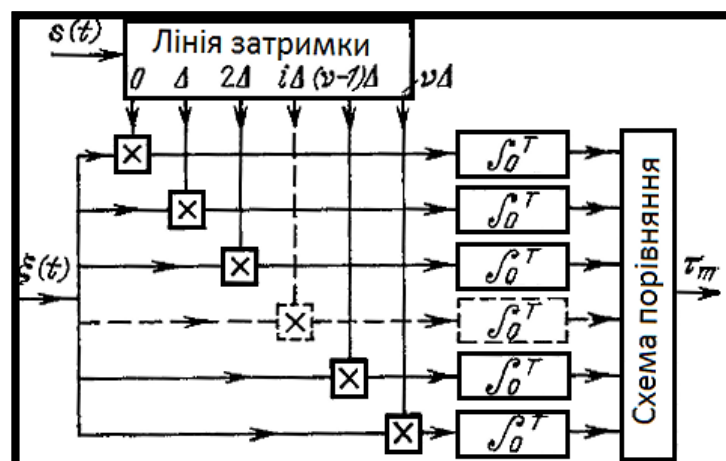 s(t)
Лінія затримки
0 Δ 2Δ iΔ (ν-1)Δ νΔ
× ∫₀ᵀ
× ∫₀ᵀ
× ∫₀ᵀ
ξ(t)
× ∫₀ᵀ
× ∫₀ᵀ
× ∫₀ᵀ
Схема порівняння
τₘ